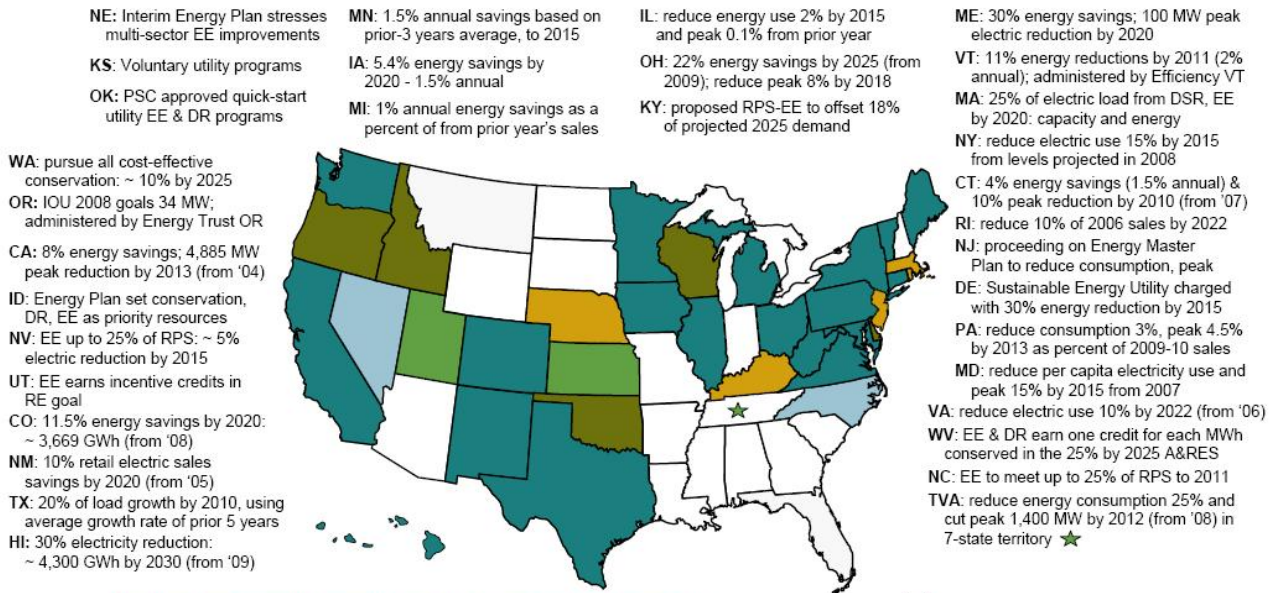 NE: Interim Energy Plan stresses
multi-sector EE improvements
KS: Voluntary utility programs
OK: PSC approved quick-start
utility EE & DR programs
MN: 1.5% annual savings based on
prior-3 years average, to 2015
IA: 5.4% energy savings by
2020 - 1.5% annual
MI: 1% annual energy savings as a
percent of from prior year's sales
IL: reduce energy use 2% by 2015
and peak 0.1% from prior year
OH: 22% energy savings by 2025 (from
2009); reduce peak 8% by 2018
KY: proposed RPS-EE to offset 18%
of projected 2025 demand
WA: pursue all cost-effective
conservation: ~ 10% by 2025
OR: IOU 2008 goals 34 MW;
administered by Energy Trust OR
CA: 8% energy savings; 4,885 MW
peak reduction by 2013 (from '04)
ID: Energy Plan set conservation,
DR, EE as priority resources
NV: EE up to 25% of RPS: ~ 5%
electric reduction by 2015
UT: EE earns incentive credits in
RE goal
CO: 11.5% energy savings by 2020:
~ 3,669 GWh (from '08)
NM: 10% retail electric sales
savings by 2020 (from '05)
TX: 20% of load growth by 2010, using
average growth rate of prior 5 years
HI: 30% electricity reduction:
~ 4,300 GWh by 2030 (from '09)
ME: 30% energy savings; 100 MW peak
electric reduction by 2020
VT: 11% energy reductions by 2011 (2%
annual); administered by Efficiency VT
MA: 25% of electric load from DSR, EE
by 2020: capacity and energy
NY: reduce electric use 15% by 2015
from levels projected in 2008
CT: 4% energy savings (1.5% annual) &
10% peak reduction by 2010 (from '07)
RI: reduce 10% of 2006 sales by 2022
NJ: proceeding on Energy Master
Plan to reduce consumption, peak
DE: Sustainable Energy Utility charged
with 30% energy reduction by 2015
PA: reduce consumption 3%, peak 4.5%
by 2013 as percent of 2009-10 sales
MD: reduce per capita electricity use and
peak 15% by 2015 from 2007
VA: reduce electric use 10% by 2022 (from '06)
WV: EE & DR earn one credit for each MWh
conserved in the 25% by 2025 A&RES
NC: EE to meet up to 25% of RPS to 2011
TVA: reduce energy consumption 25% and
cut peak 1,400 MW by 2012 (from '08) in
7-state territory